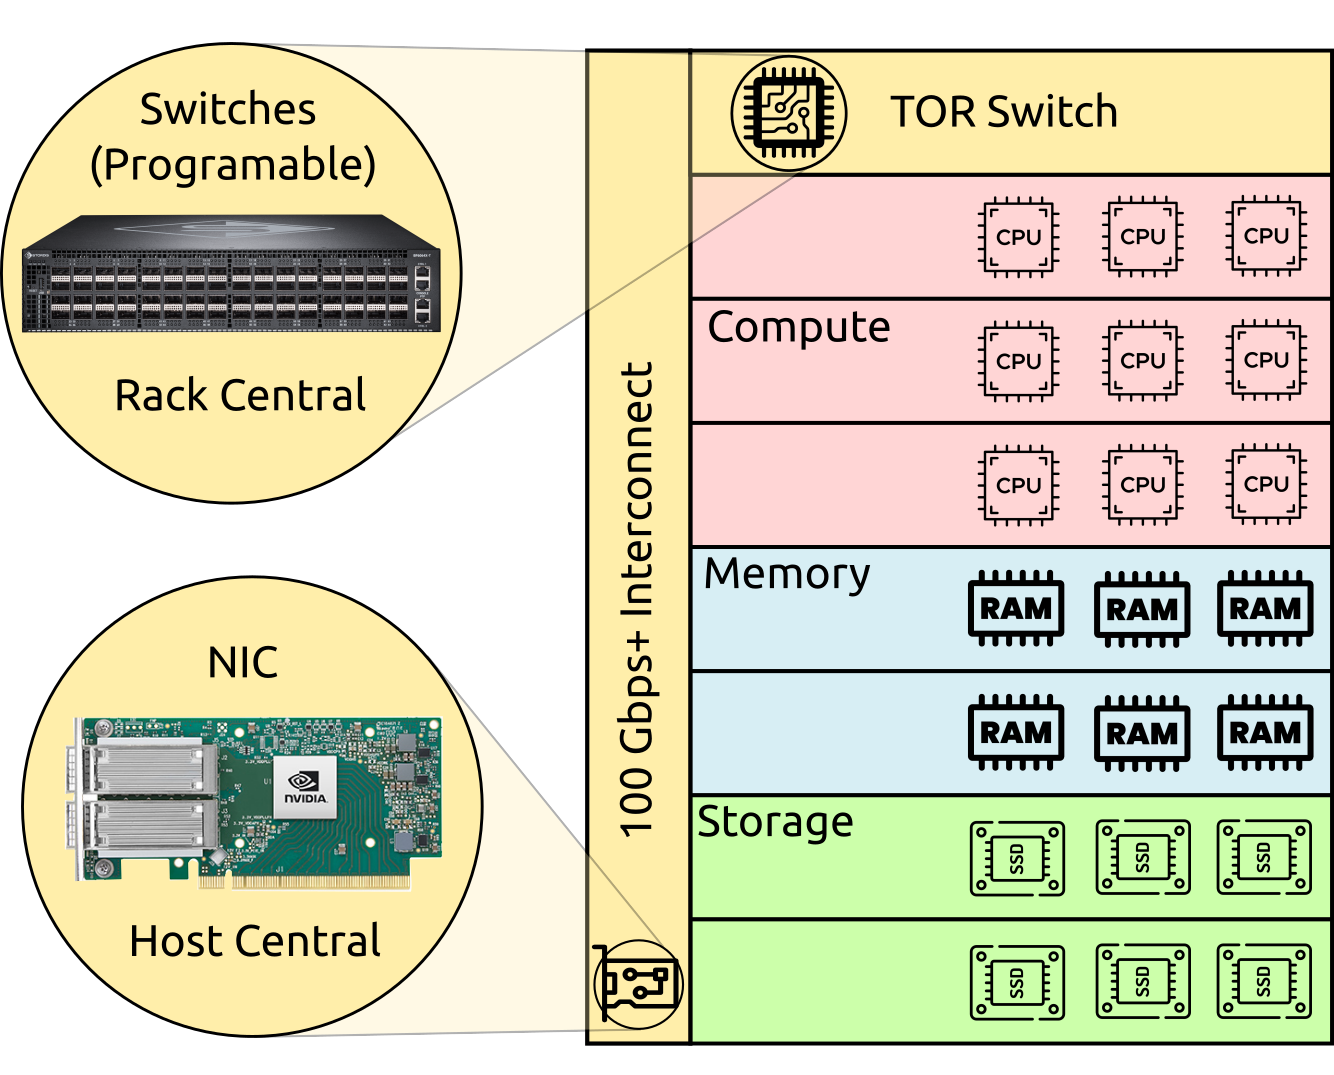 Switches
(Programable)
Rack Central
NIC
NVIDIA
Host Central
100 Gbps+ Interconnect
TOR Switch
CPU CPU CPU
Compute
CPU CPU CPU
CPU CPU CPU
Memory
RAM RAM RAM
RAM RAM RAM
Storage
SSD SSD SSD
SSD SSD SSD